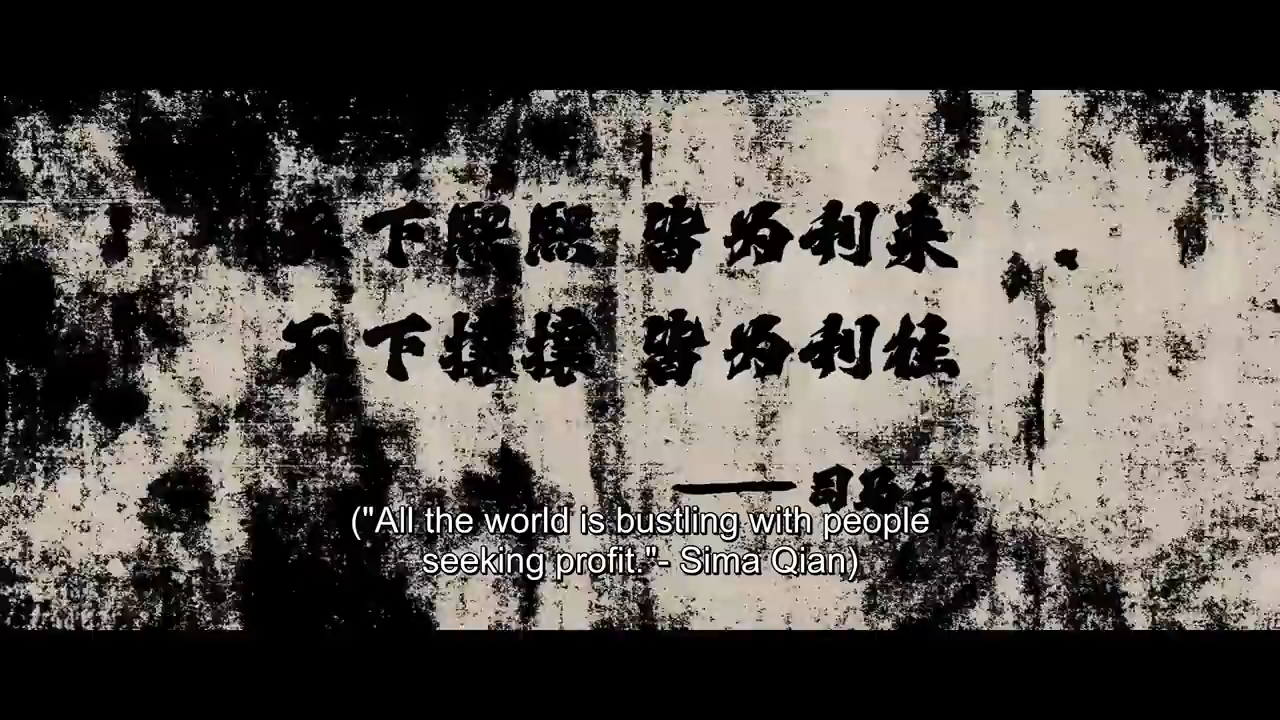 天下熙熙 皆为利来
天下攘攘 皆为利往
——司马迁
("All the world is bustling with people
seeking profit."- Sima Qian)